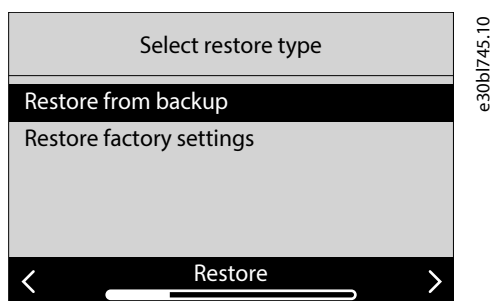 Select restore type
Restore from backup
Restore factory settings
Restore
e30bl745.10